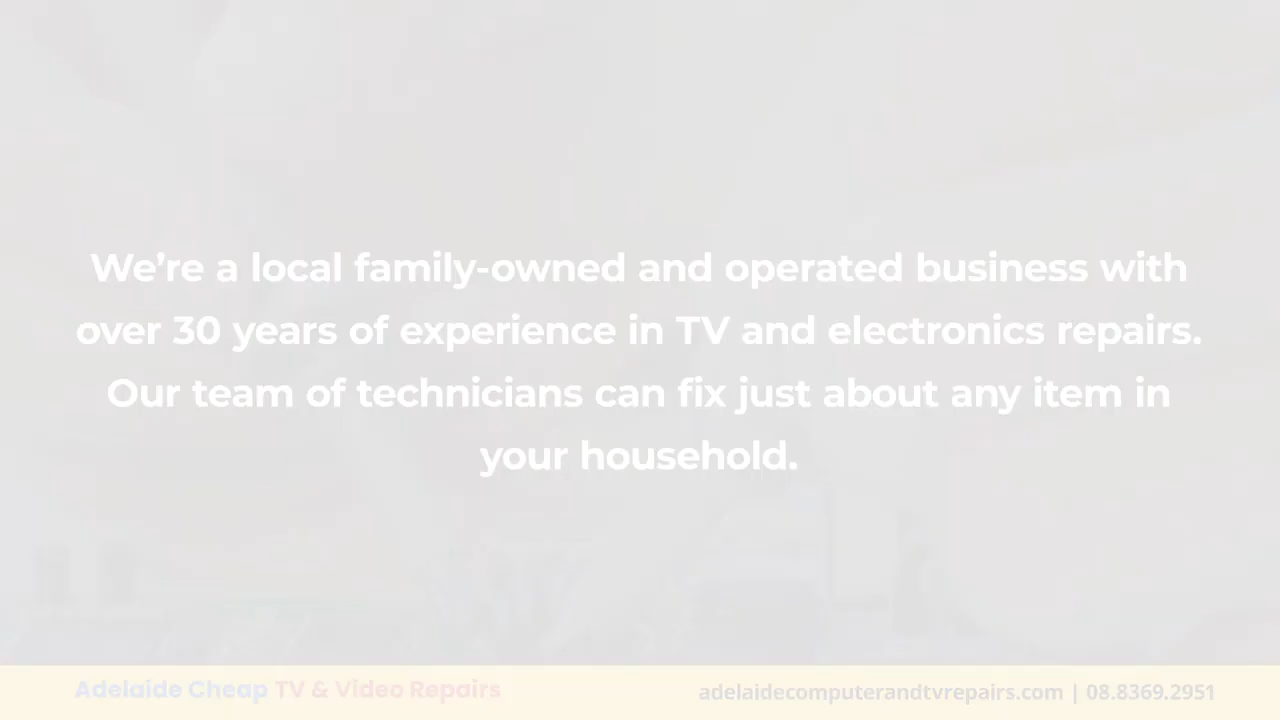 We’re a local family-owned and operated business with
over 30 years of experience in TV and electronics repairs.
Our team of technicians can fix just about any item in
your household.
Adelaide Cheap TV & Video Repairs
adelaidecomputerandtvrepairs.com | 08.8369.2951